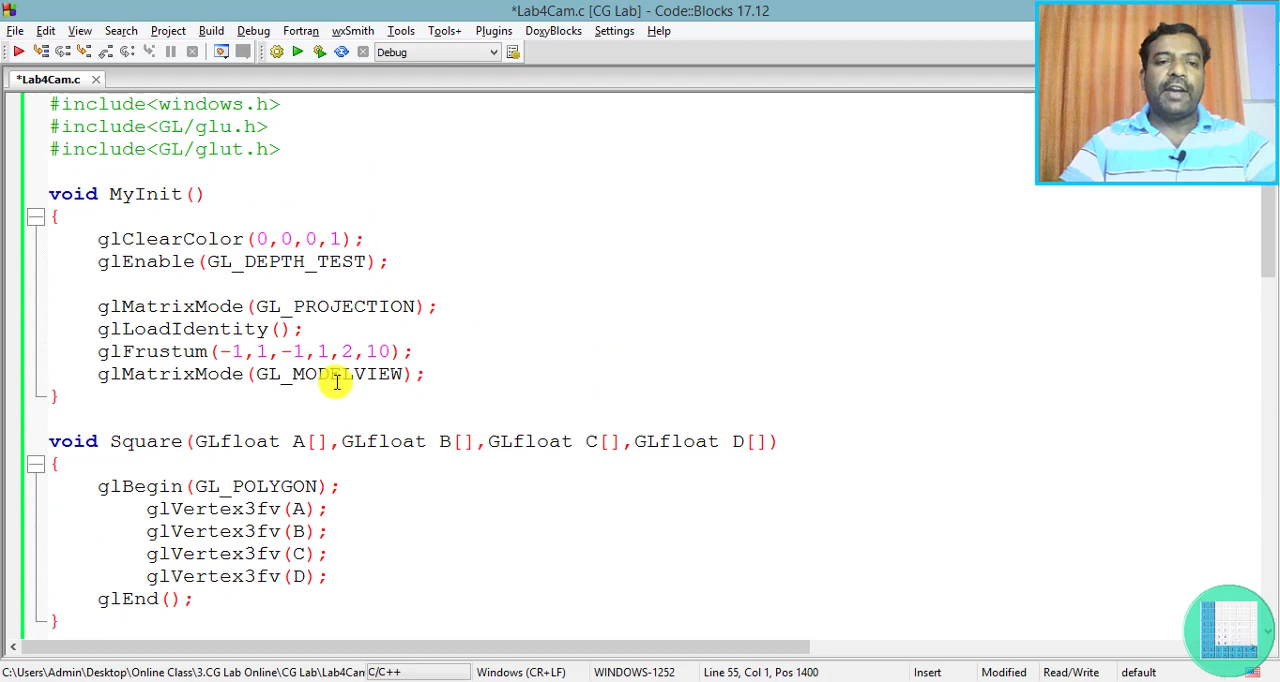 *Lab4Cam.c [CG Lab] - Code::Blocks 17.12
File Edit View Search Project Build Debug Fortran wxSmith Tools Tools+ Plugins DoxyBlocks Settings Help
Debug
*Lab4Cam.c
#include<windows.h>
#include<GL/glu.h>
#include<GL/glut.h>
void MyInit()
{
glClearColor(0,0,0,1);
glEnable(GL_DEPTH_TEST);
glMatrixMode(GL_PROJECTION);
glLoadIdentity();
glFrustum(-1,1,-1,1,2,10);
glMatrixMode(GL_MODELVIEW);
}
void Square(GLfloat A[],GLfloat B[],GLfloat C[],GLfloat D[])
{
glBegin(GL_POLYGON);
glVertex3fv(A);
glVertex3fv(B);
glVertex3fv(C);
glVertex3fv(D);
glEnd();
}
C:\Users\Admin\Desktop\Online Class\3.CG Lab Online\CG Lab\Lab4Cam C/C++ Windows (CR+LF) WINDOWS-1252 Line 55, Col 1, Pos 1400 Insert Modified Read/Write default